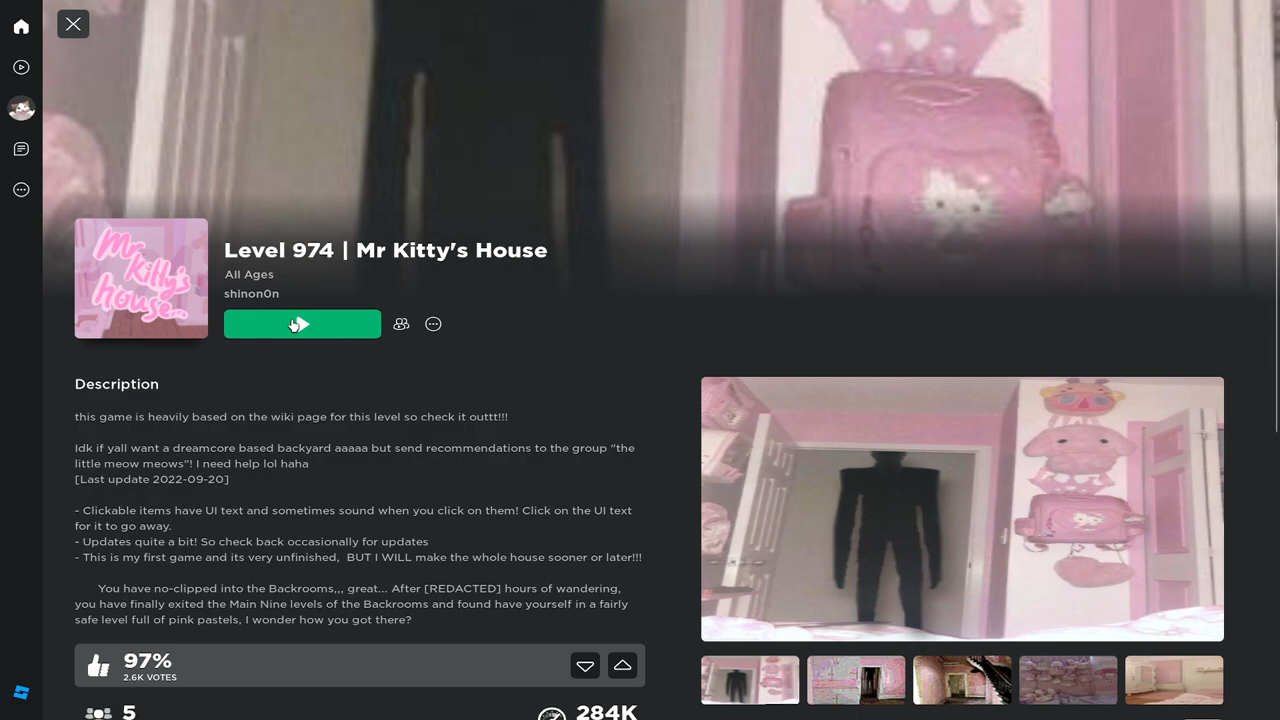 Level 974 | Mr Kitty's House
All Ages
shinon0n
Mr
Kitty's
house
Description
this game is heavily based on the wiki page for this level so check it outtt!!!
Idk if yall want a dreamcore based backyard aaaaa but send recommendations to the group "the
little meow meows"! I need help lol haha
[Last update 2022-09-20]
- Clickable items have UI text and sometimes sound when you click on them! Click on the UI text
for it to go away.
- Updates quite a bit! So check back occasionally for updates
- This is my first game and its very unfinished,  BUT I WILL make the whole house sooner or later!!!
You have no-clipped into the Backrooms,,, great... After [REDACTED] hours of wandering,
you have finally exited the Main Nine levels of the Backrooms and found have yourself in a fairly
safe level full of pink pastels, I wonder how you got there?
97%
2.6K VOTES
5
284K